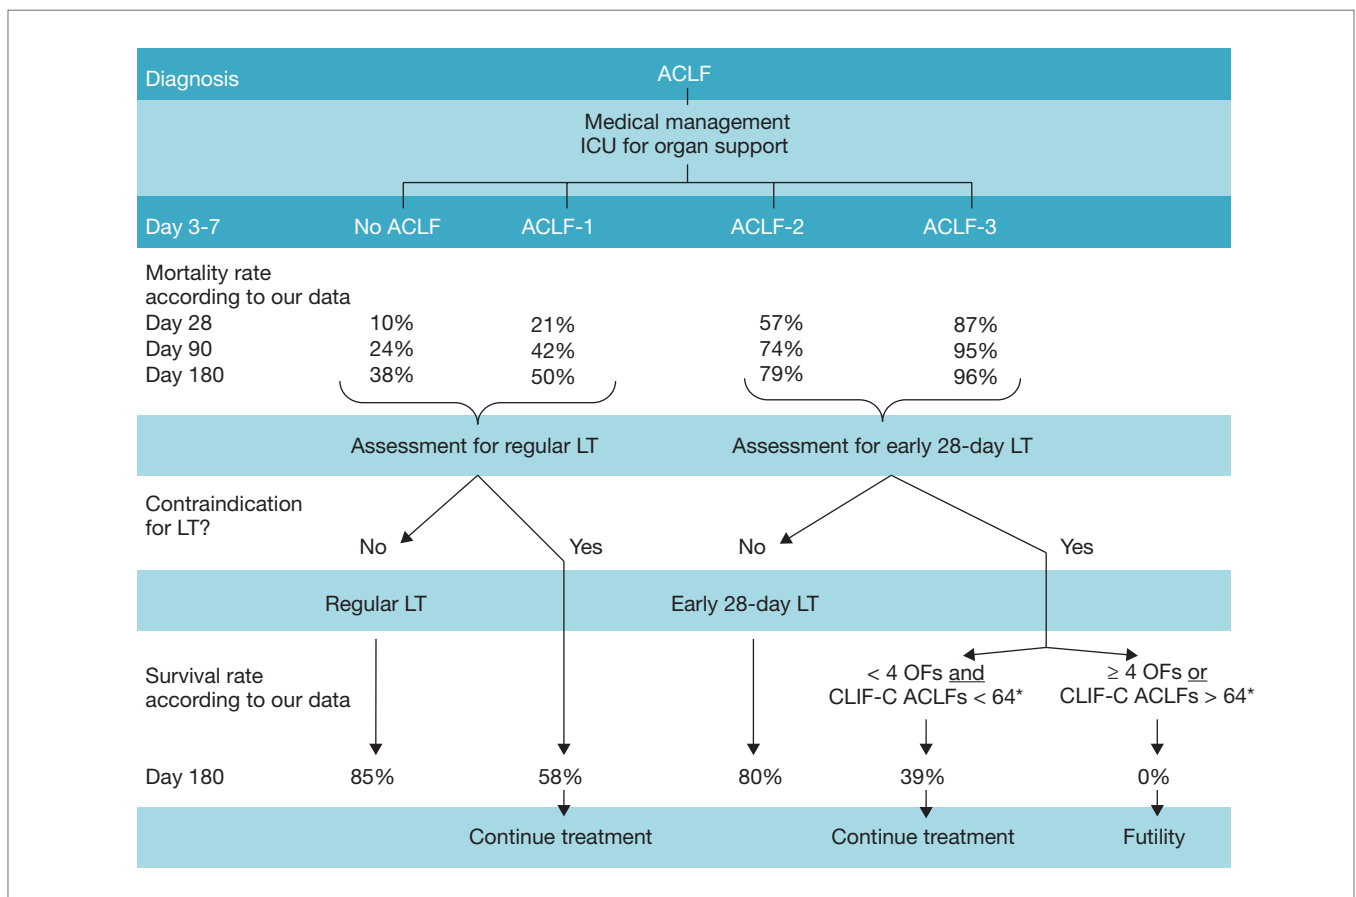 Diagnosis
ACLF
Medical management
ICU for organ support
Day 3-7 No ACLF ACLF-1 ACLF-2 ACLF-3
Mortality rate
according to our data
Day 28 10% 21% 57% 87%
Day 90 24% 42% 74% 95%
Day 180 38% 50% 79% 96%
Assessment for regular LT Assessment for early 28-day LT
Contraindication
for LT?
No Yes No Yes
Regular LT Early 28-day LT
Survival rate
according to our data
< 4 OFs and
CLIF-C ACLFs < 64*
≥ 4 OFs or
CLIF-C ACLFs > 64*
Day 180 85% 58% 80% 39% 0%
Continue treatment Continue treatment Futility